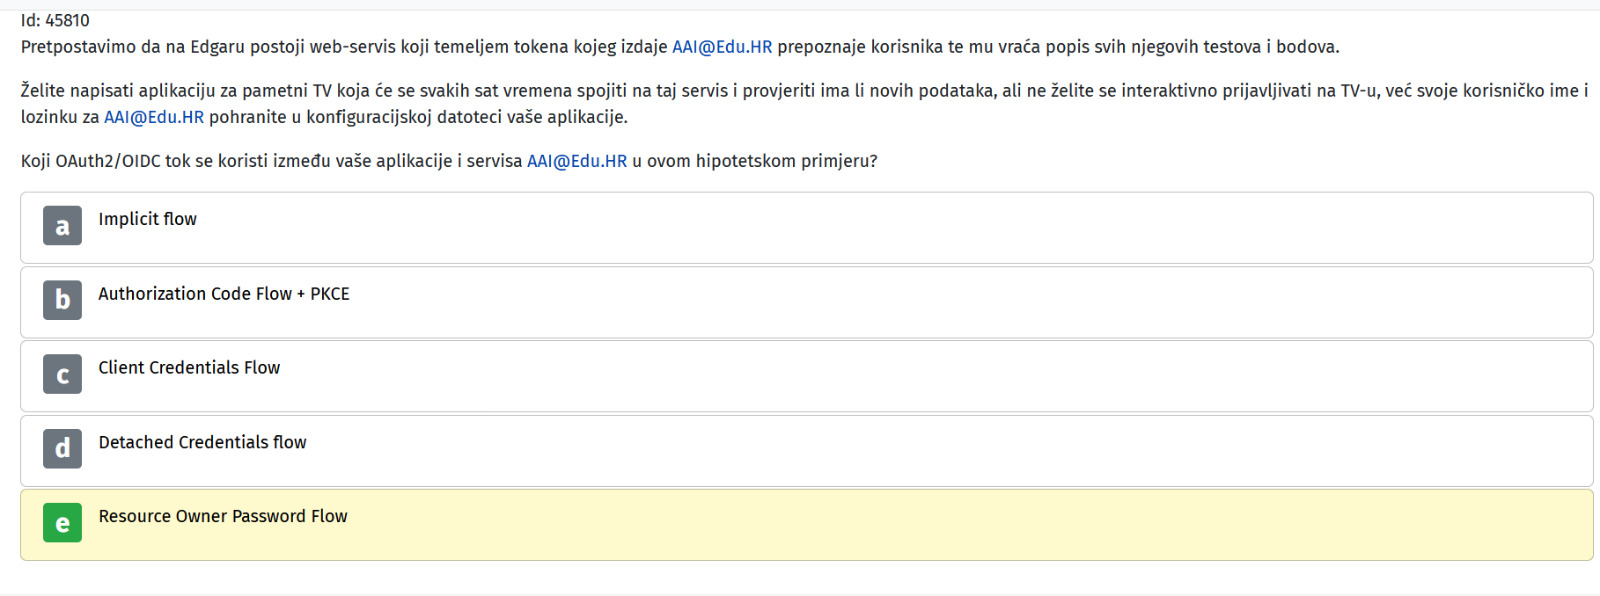 Id: 45810
Pretpostavimo da na Edgaru postoji web-servis koji temeljem tokena kojeg izdaje AAI@Edu.HR prepoznaje korisnika te mu vraća popis svih njegovih testova i bodova.
Želite napisati aplikaciju za pametni TV koja će se svakih sat vremena spojiti na taj servis i provjeriti ima li novih podataka, ali ne želite se interaktivno prijavljivati na TV-u, već svoje korisničko ime i
lozinku za AAI@Edu.HR pohranite u konfiguracijskoj datoteci vaše aplikacije.
Koji OAuth2/OIDC tok se koristi između vaše aplikacije i servisa AAI@Edu.HR u ovom hipotetskom primjeru?
a Implicit flow
b Authorization Code Flow + PKCE
c Client Credentials Flow
d Detached Credentials flow
e Resource Owner Password Flow